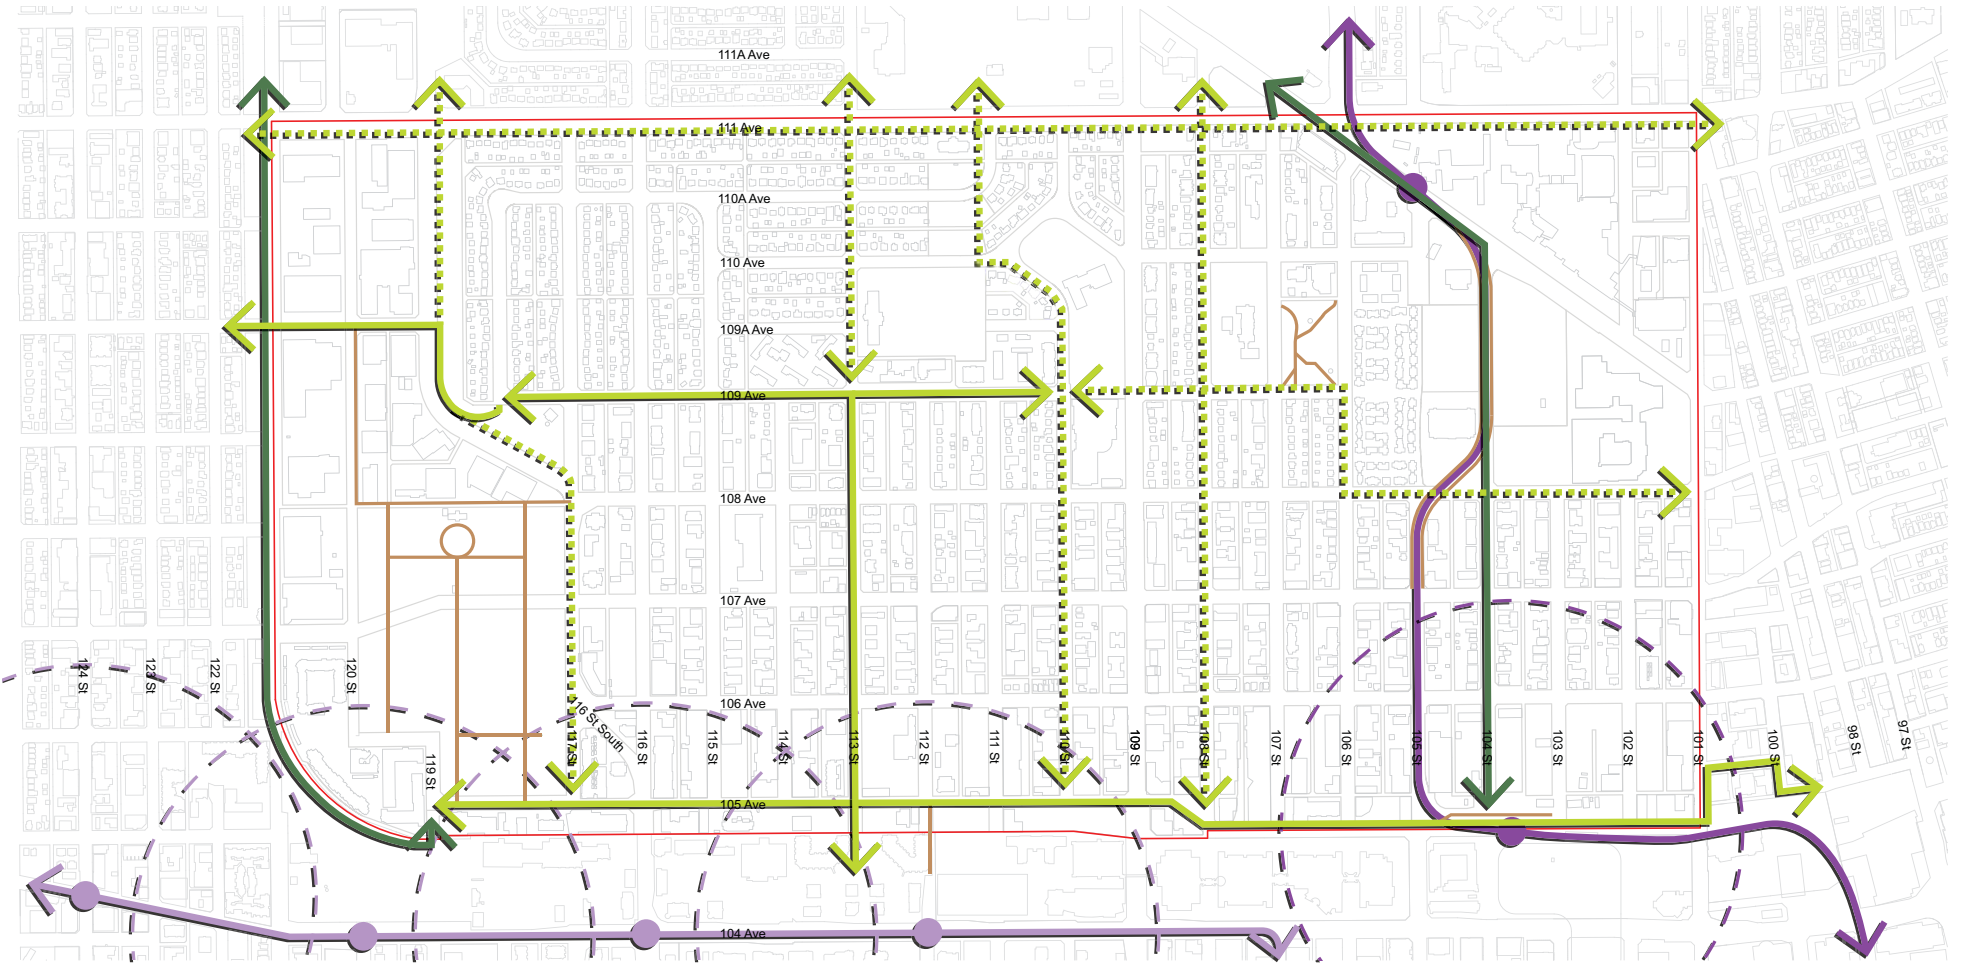 111A Ave
111 Ave
110A Ave
110 Ave
109A Ave
109 Ave
108 Ave
107 Ave
106 Ave
105 Ave
104 Ave
124 St
123 St
122 St
120 St
119 St
117 St
116 St South
116 St
115 St
114 St
113 St
112 St
111 St
109 St
108 St
107 St
106 St
105 St
104 St
103 St
102 St
101 St
100 St
98 St
97 St